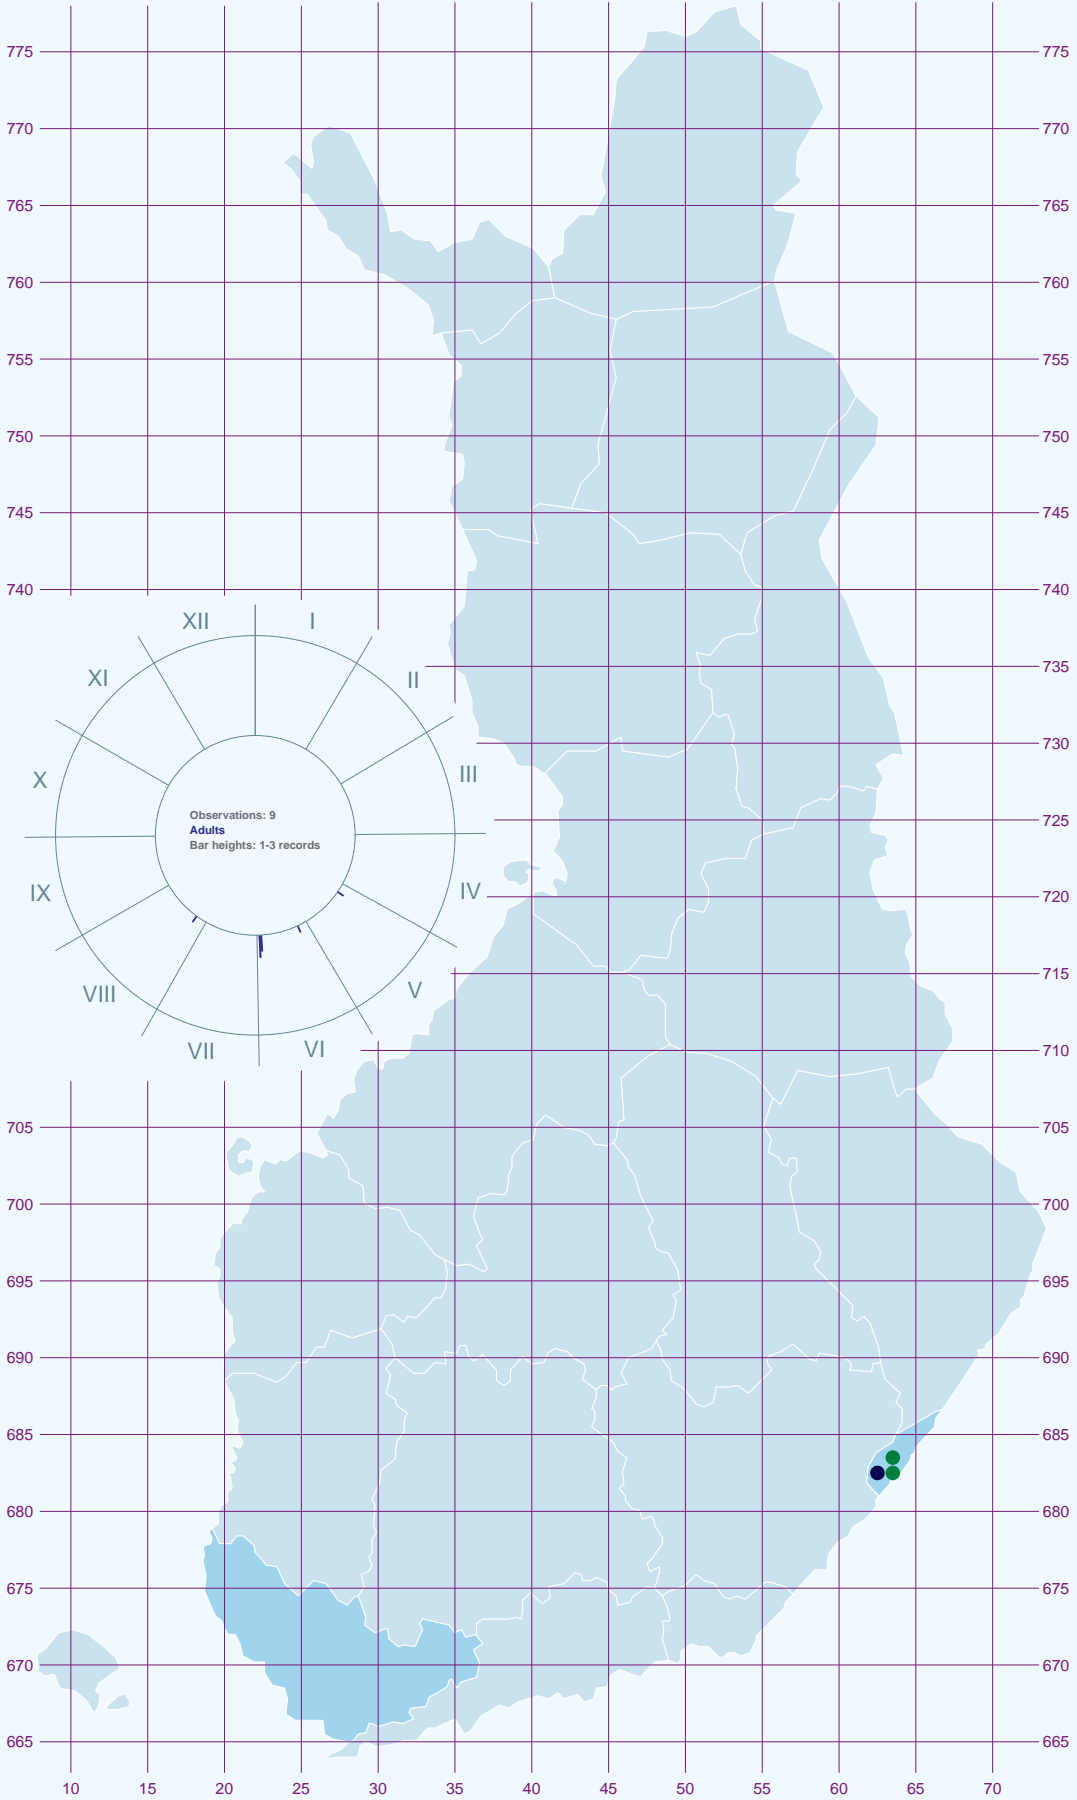 775 775
770 770
765 765
760 760
755 755
750 750
745 745
740 740
XII I
XI II
735
730
X III
725
Observations: 9
Adults
Bar heights: 1-3 records
IX IV
720
VIII V
715
VII VI
710
705 705
700 700
695 695
690 690
685 685
680 680
675 675
670 670
665 665
10 15 20 25 30 35 40 45 50 55 60 65 70